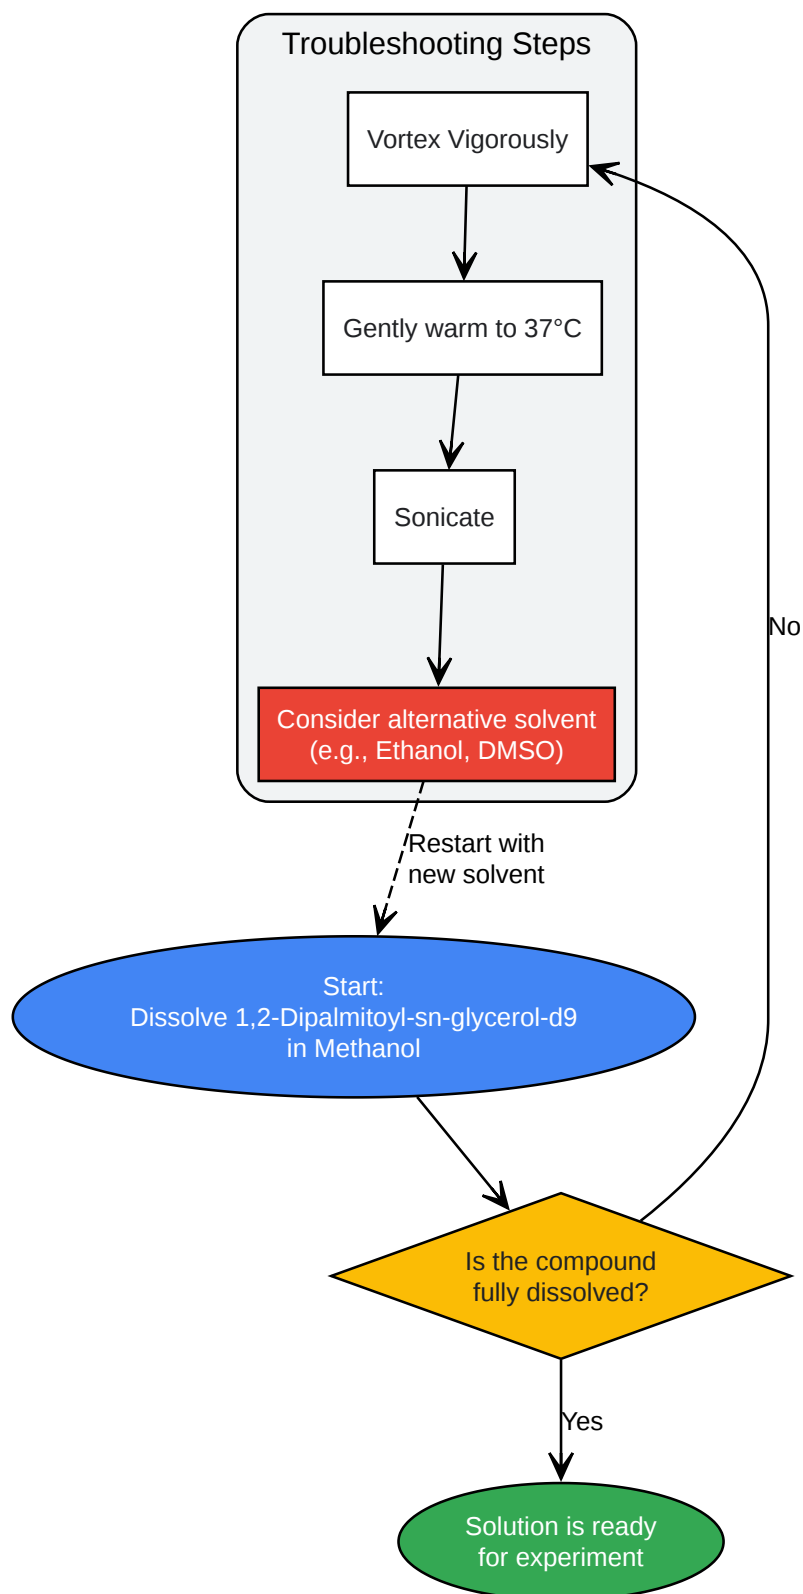 Troubleshooting Steps
Vortex Vigorously
Gently warm to 37°C
Sonicate
No
Consider alternative solvent
(e.g., Ethanol, DMSO)
Restart with
new solvent
Start:
Dissolve 1,2-Dipalmitoyl-sn-glycerol-d9
in Methanol
Is the compound
fully dissolved?
Yes
Solution is ready
for experiment